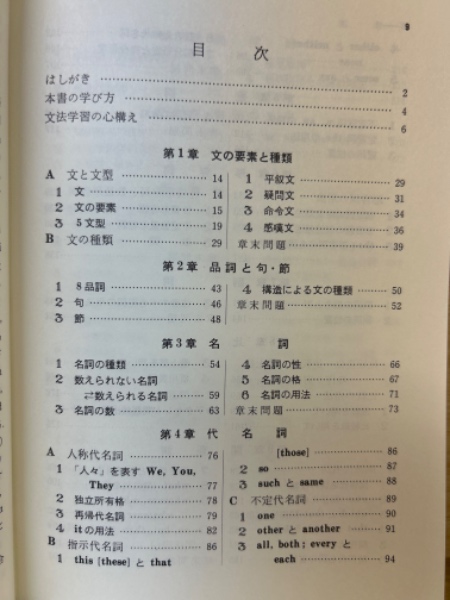 9
目 次
はしがき 2
本書の学び方 4
文法学習の心構え 6
第1章 文の要素と種類
A 文と文型 14
1 文 14
2 文の要素 15
3 5文型 19
B 文の種類 29
1 平叙文 29
2 疑問文 31
3 命令文 34
4 感嘆文 36
章末問題 39
第2章 品詞と句・節
1 8品詞 43
2 句 46
3 節 48
4 構造による文の種類 50
章末問題 52
第3章 名 詞
1 名詞の種類 54
2 数えられない名詞
⇄数えられる名詞 59
3 名詞の数 63
4 名詞の性 66
5 名詞の格 67
6 名詞の用法 71
章末問題 73
第4章 代 名 詞
A 人称代名詞 76
1 「人々」を表す We, You,
They 77
2 独立所有格 78
3 再帰代名詞 79
4 itの用法 82
B 指示代名詞 86
1 this [these] と that
[those] 86
2 so 87
3 such と same 88
C 不定代名詞 89
1 one 90
2 other と another 91
3 all, both; every と
each 94